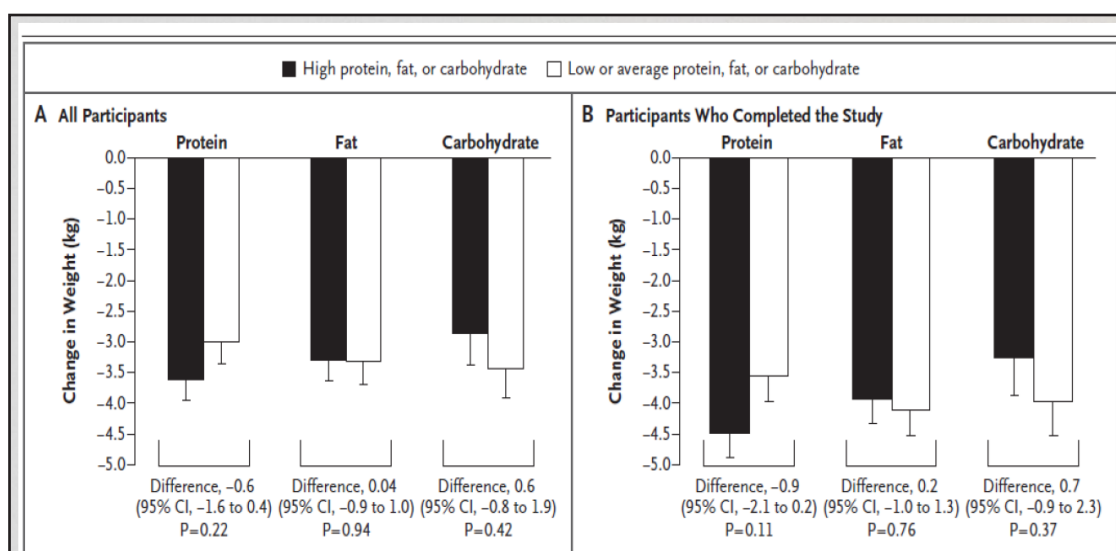 High protein, fat, or carbohydrate Low or average protein, fat, or carbohydrate
A All Participants
Protein Fat Carbohydrate
0.0
−0.5
−1.0
−1.5
−2.0
−2.5
−3.0
−3.5
−4.0
−4.5
−5.0
Change in Weight (kg)
Difference, −0.6
(95% CI, −1.6 to 0.4)
P=0.22
Difference, 0.04
(95% CI, −0.9 to 1.0)
P=0.94
Difference, 0.6
(95% CI, −0.8 to 1.9)
P=0.42
B Participants Who Completed the Study
Protein Fat Carbohydrate
0.0
−0.5
−1.0
−1.5
−2.0
−2.5
−3.0
−3.5
−4.0
−4.5
−5.0
Change in Weight (kg)
Difference, −0.9
(95% CI, −2.1 to 0.2)
P=0.11
Difference, 0.2
(95% CI, −1.0 to 1.3)
P=0.76
Difference, 0.7
(95% CI, −0.9 to 2.3)
P=0.37